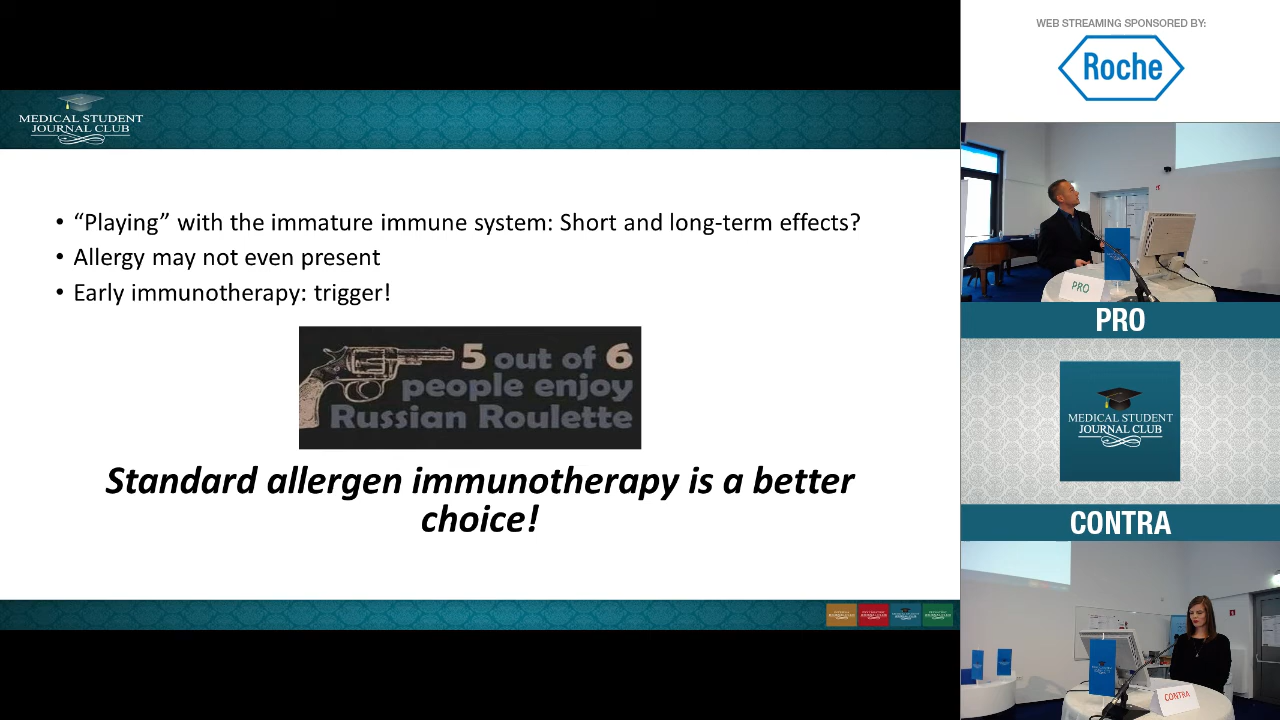 MEDICAL STUDENT
JOURNAL CLUB
• “Playing” with the immature immune system: Short and long-term effects?
• Allergy may not even present
• Early immunotherapy: trigger!
5 out of 6
people enjoy
Russian Roulette
Standard allergen immunotherapy is a better
choice!
WEB STREAMING SPONSORED BY:
Roche
PRO
PRO
MEDICAL STUDENT
JOURNAL CLUB
CONTRA
CONTRA